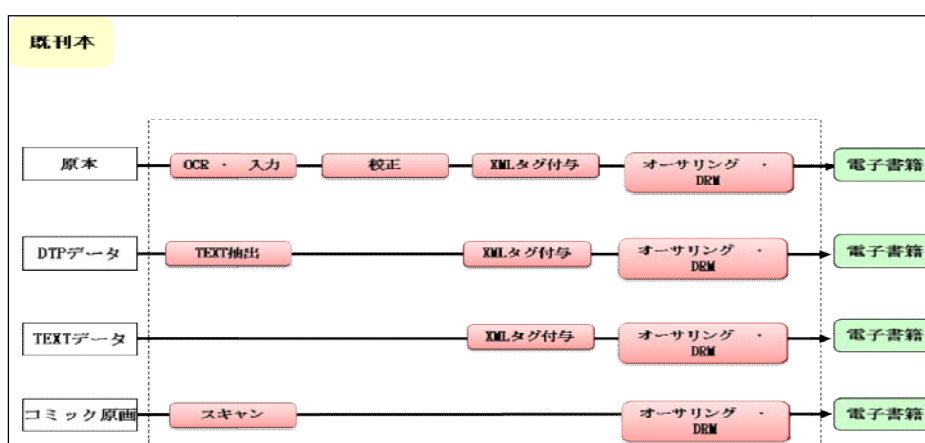 既刊本
原本
OCR ・ 入力
校正
XMLタグ付与
オーサリング ・
DRM
電子書籍
DTPデータ
TEXT抽出
XMLタグ付与
オーサリング ・
DRM
電子書籍
TEXTデータ
XMLタグ付与
オーサリング ・
DRM
電子書籍
コミック原画
スキャン
オーサリング ・
DRM
電子書籍